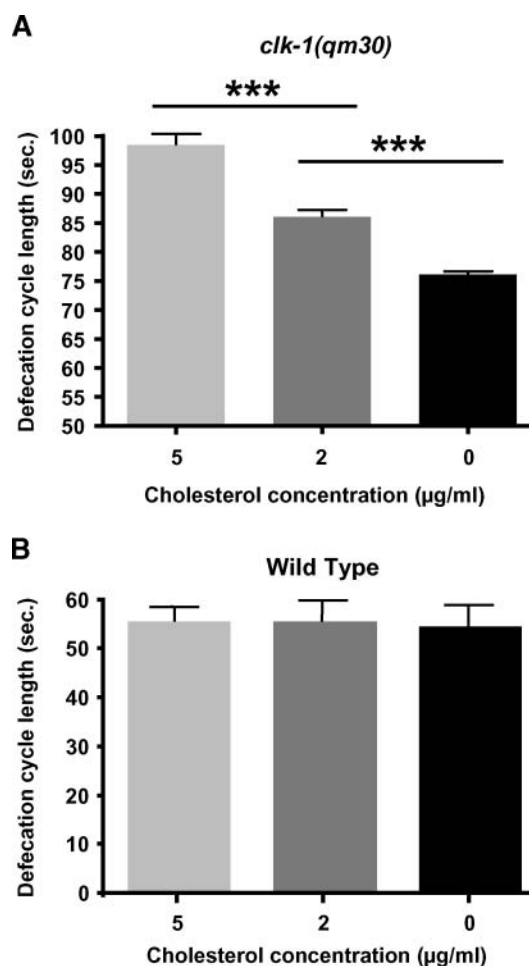 A
clk-1(qm30)
***
***
Defecation cycle length (sec.)
100
95
90
85
80
75
70
65
60
55
50
5 2 0
Cholesterol concentration (µg/ml)
B
Wild Type
Defecation cycle length (sec.)
60
50
40
30
20
10
0
5 2 0
Cholesterol concentration (µg/ml)